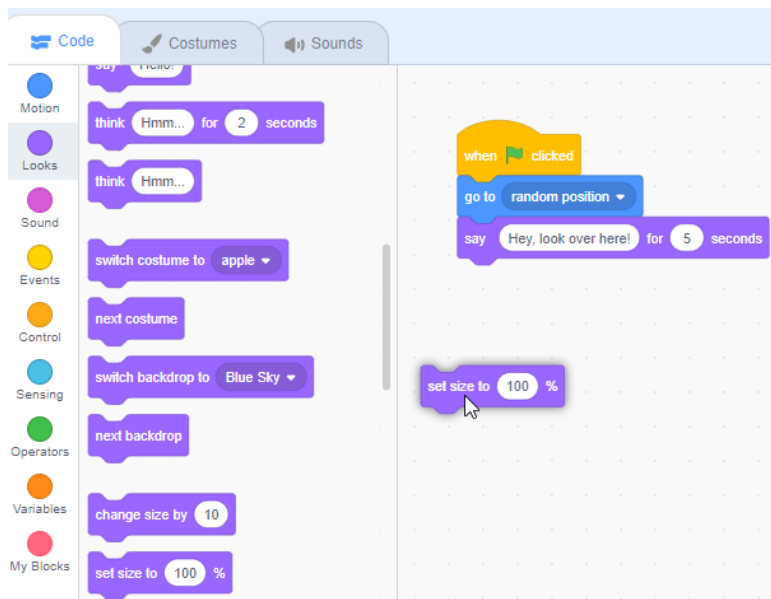 Code Costumes Sounds
Motion
Looks
Sound
Events
Control
Sensing
Operators
Variables
My Blocks
say Hello!
think Hmm... for 2 seconds
think Hmm...
switch costume to apple
next costume
switch backdrop to Blue Sky
next backdrop
change size by 10
set size to 100 %
when clicked
go to random position
say Hey, look over here! for 5 seconds
set size to 100 %